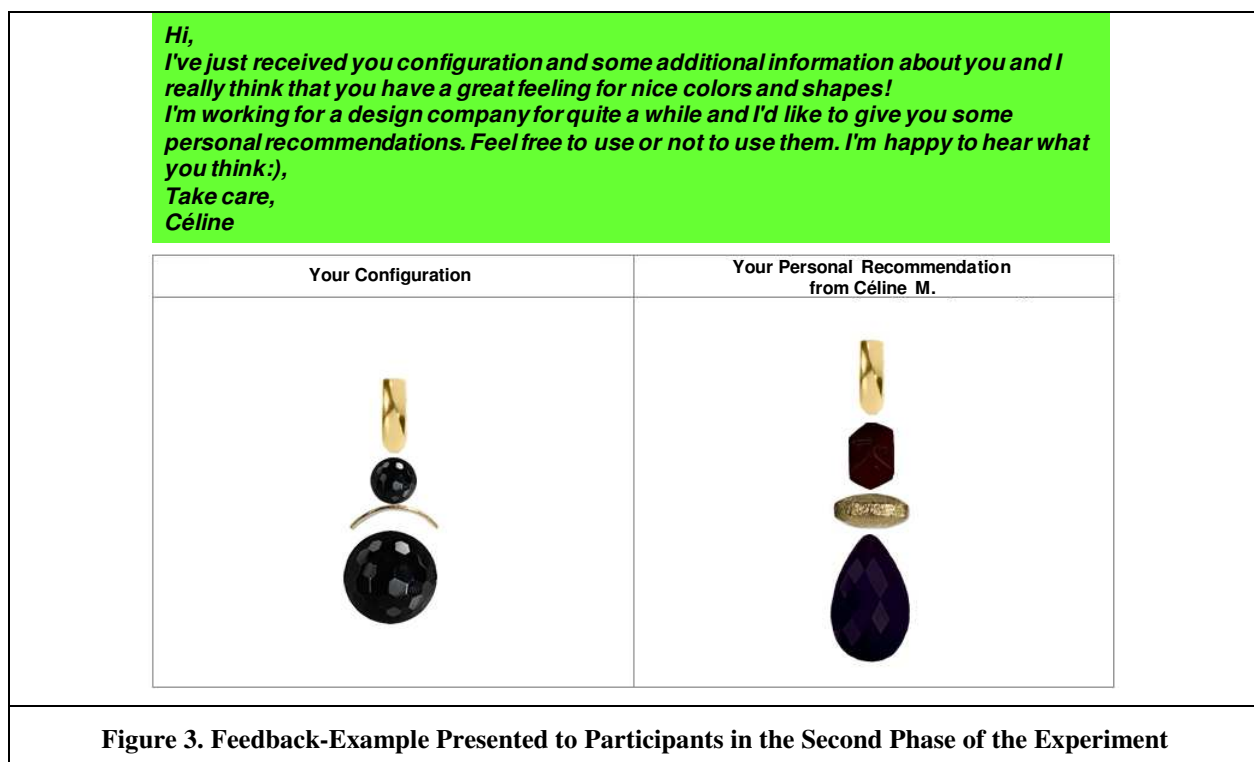 Hi,
I've just received you configuration and some additional information about you and I
really think that you have a great feeling for nice colors and shapes!
I'm working for a design company for quite a while and I'd like to give you some
personal recommendations. Feel free to use or not to use them. I'm happy to hear what
you think:),
Take care,
Céline
Your Configuration
Your Personal Recommendation
from Céline M.
Figure 3. Feedback-Example Presented to Participants in the Second Phase of the Experiment